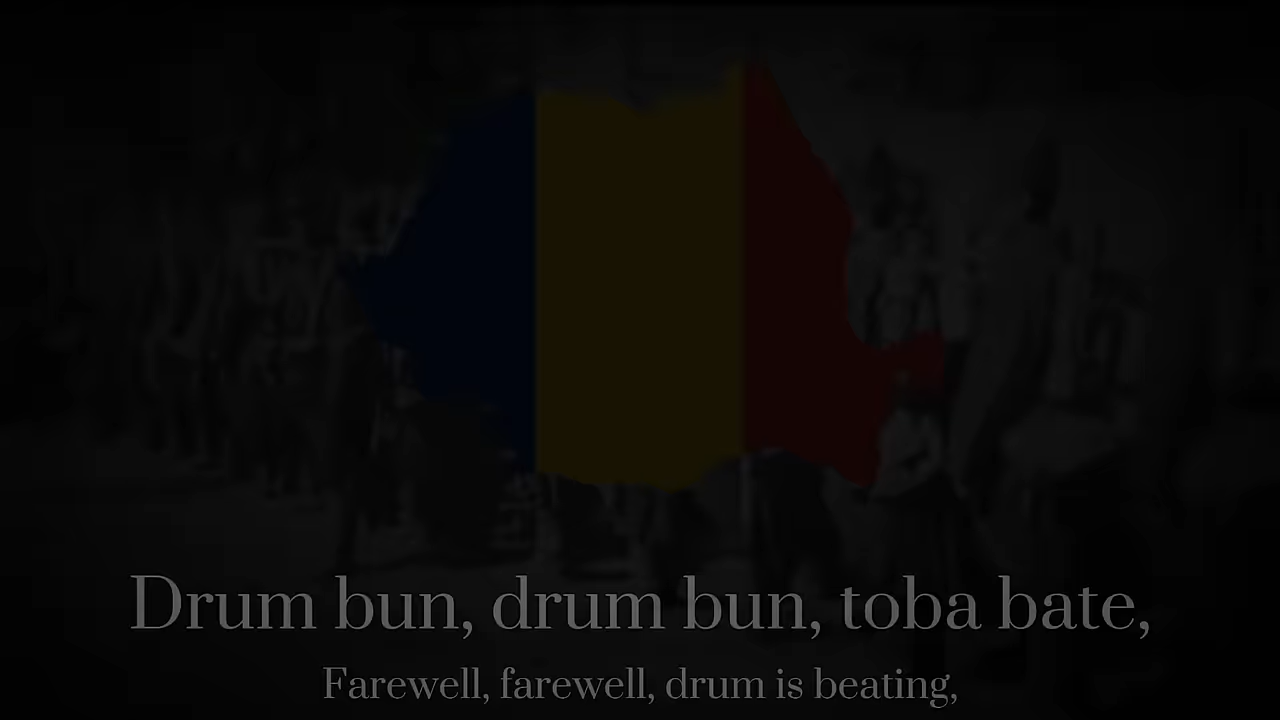 Drum bun, drum bun, toba bate,
Farewell, farewell, drum is beating,